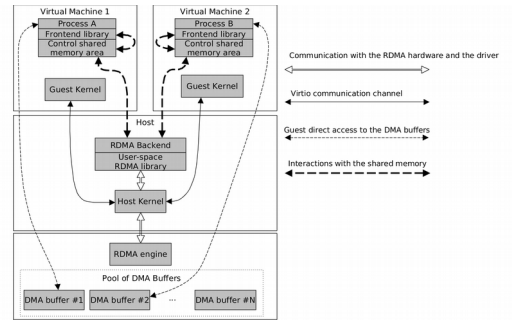 Virtual Machine 1
Virtual Machine 2
Process A
Frontend library
Control shared
memory area
Process B
Frontend library
Control shared
memory area
Guest Kernel
Guest Kernel
Host
RDMA Backend
User-space
RDMA library
Host Kernel
RDMA engine
Pool of DMA Buffers
DMA buffer #1
DMA buffer #2
...
DMA buffer #N
Communication with the RDMA hardware and the driver
Virtio communication channel
Guest direct access to the DMA buffers
Interactions with the shared memory